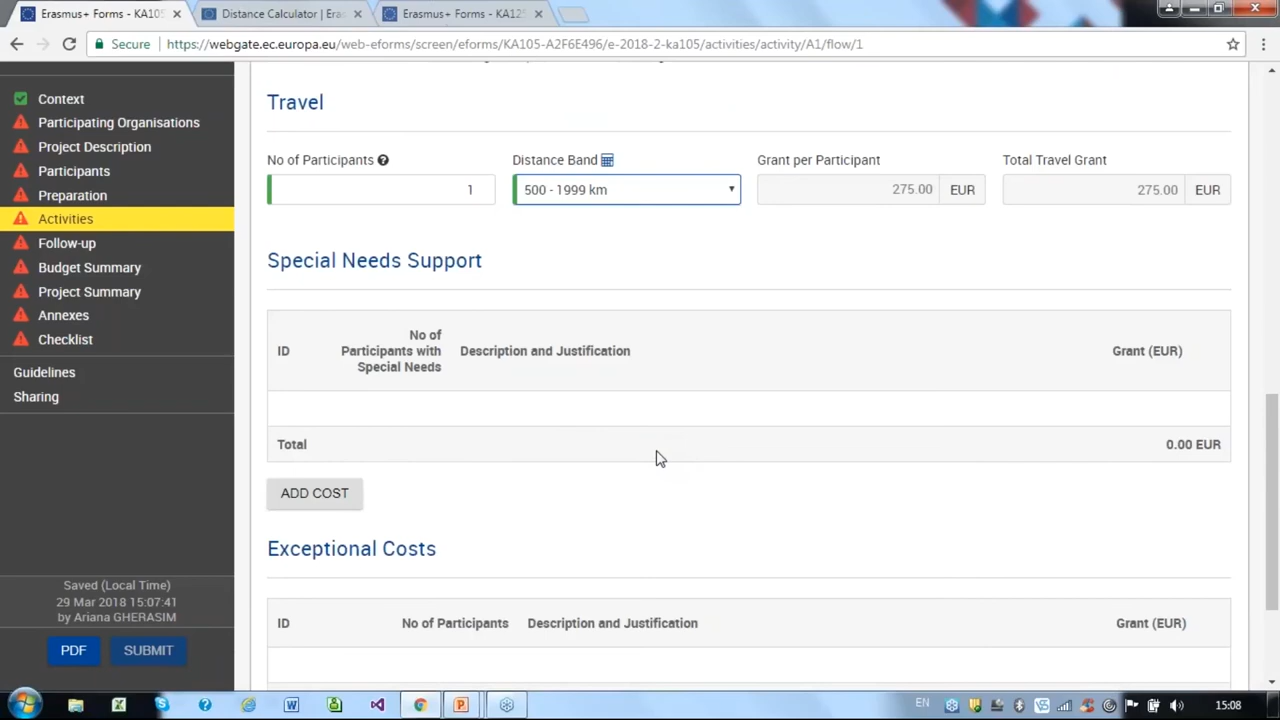 Erasmus+ Forms - KA105
Distance Calculator | Eras
Erasmus+ Forms - KA125
Secure
https://webgate.ec.europa.eu/web-eforms/screen/eforms/KA105-A2F6E496/e-2018-2-ka105/activities/activity/A1/flow/1
Context
Participating Organisations
Project Description
Participants
Preparation
Activities
Follow-up
Budget Summary
Project Summary
Annexes
Checklist
Guidelines
Sharing
Saved (Local Time)
29 Mar 2018 15:07:41
by Ariana GHERASIM
PDF SUBMIT
Travel
No of Participants Distance Band Grant per Participant Total Travel Grant
1 500 - 1999 km 275.00 EUR 275.00 EUR
Special Needs Support
ID No of Participants with Special Needs Description and Justification Grant (EUR)
Total 0.00 EUR
ADD COST
Exceptional Costs
ID No of Participants Description and Justification Grant (EUR)
EN 15:08